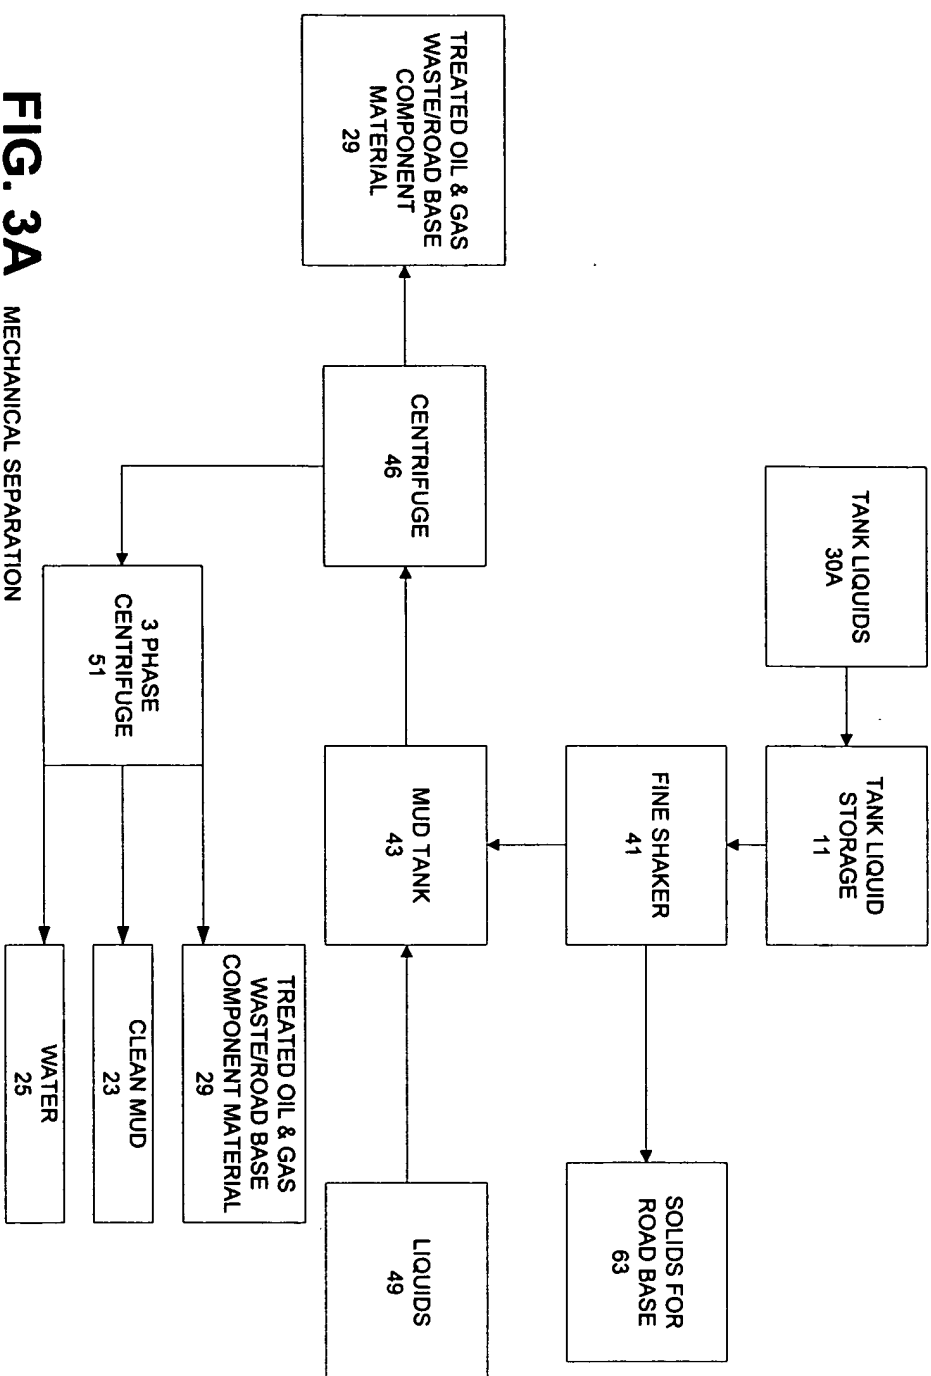 TANK LIQUIDS
30A
TANK LIQUID
STORAGE
11
FINE SHAKER
41
SOLIDS FOR
ROAD BASE
63
TREATED OIL & GAS
WASTE/ROAD BASE
COMPONENT
MATERIAL
29
CENTRIFUGE
46
MUD TANK
43
LIQUIDS
49
3 PHASE
CENTRIFUGE
51
TREATED OIL & GAS
WASTE/ROAD BASE
COMPONENT MATERIAL
29
CLEAN MUD
23
WATER
25
FIG. 3A MECHANICAL SEPARATION